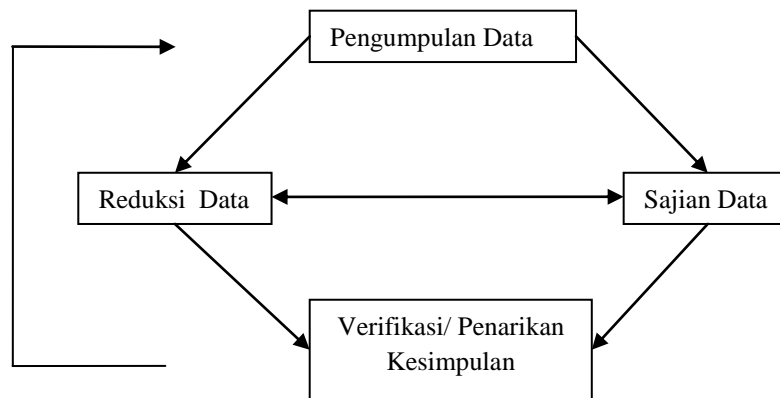 Pengumpulan Data
Reduksi Data
Sajian Data
Verifikasi/ Penarikan
Kesimpulan